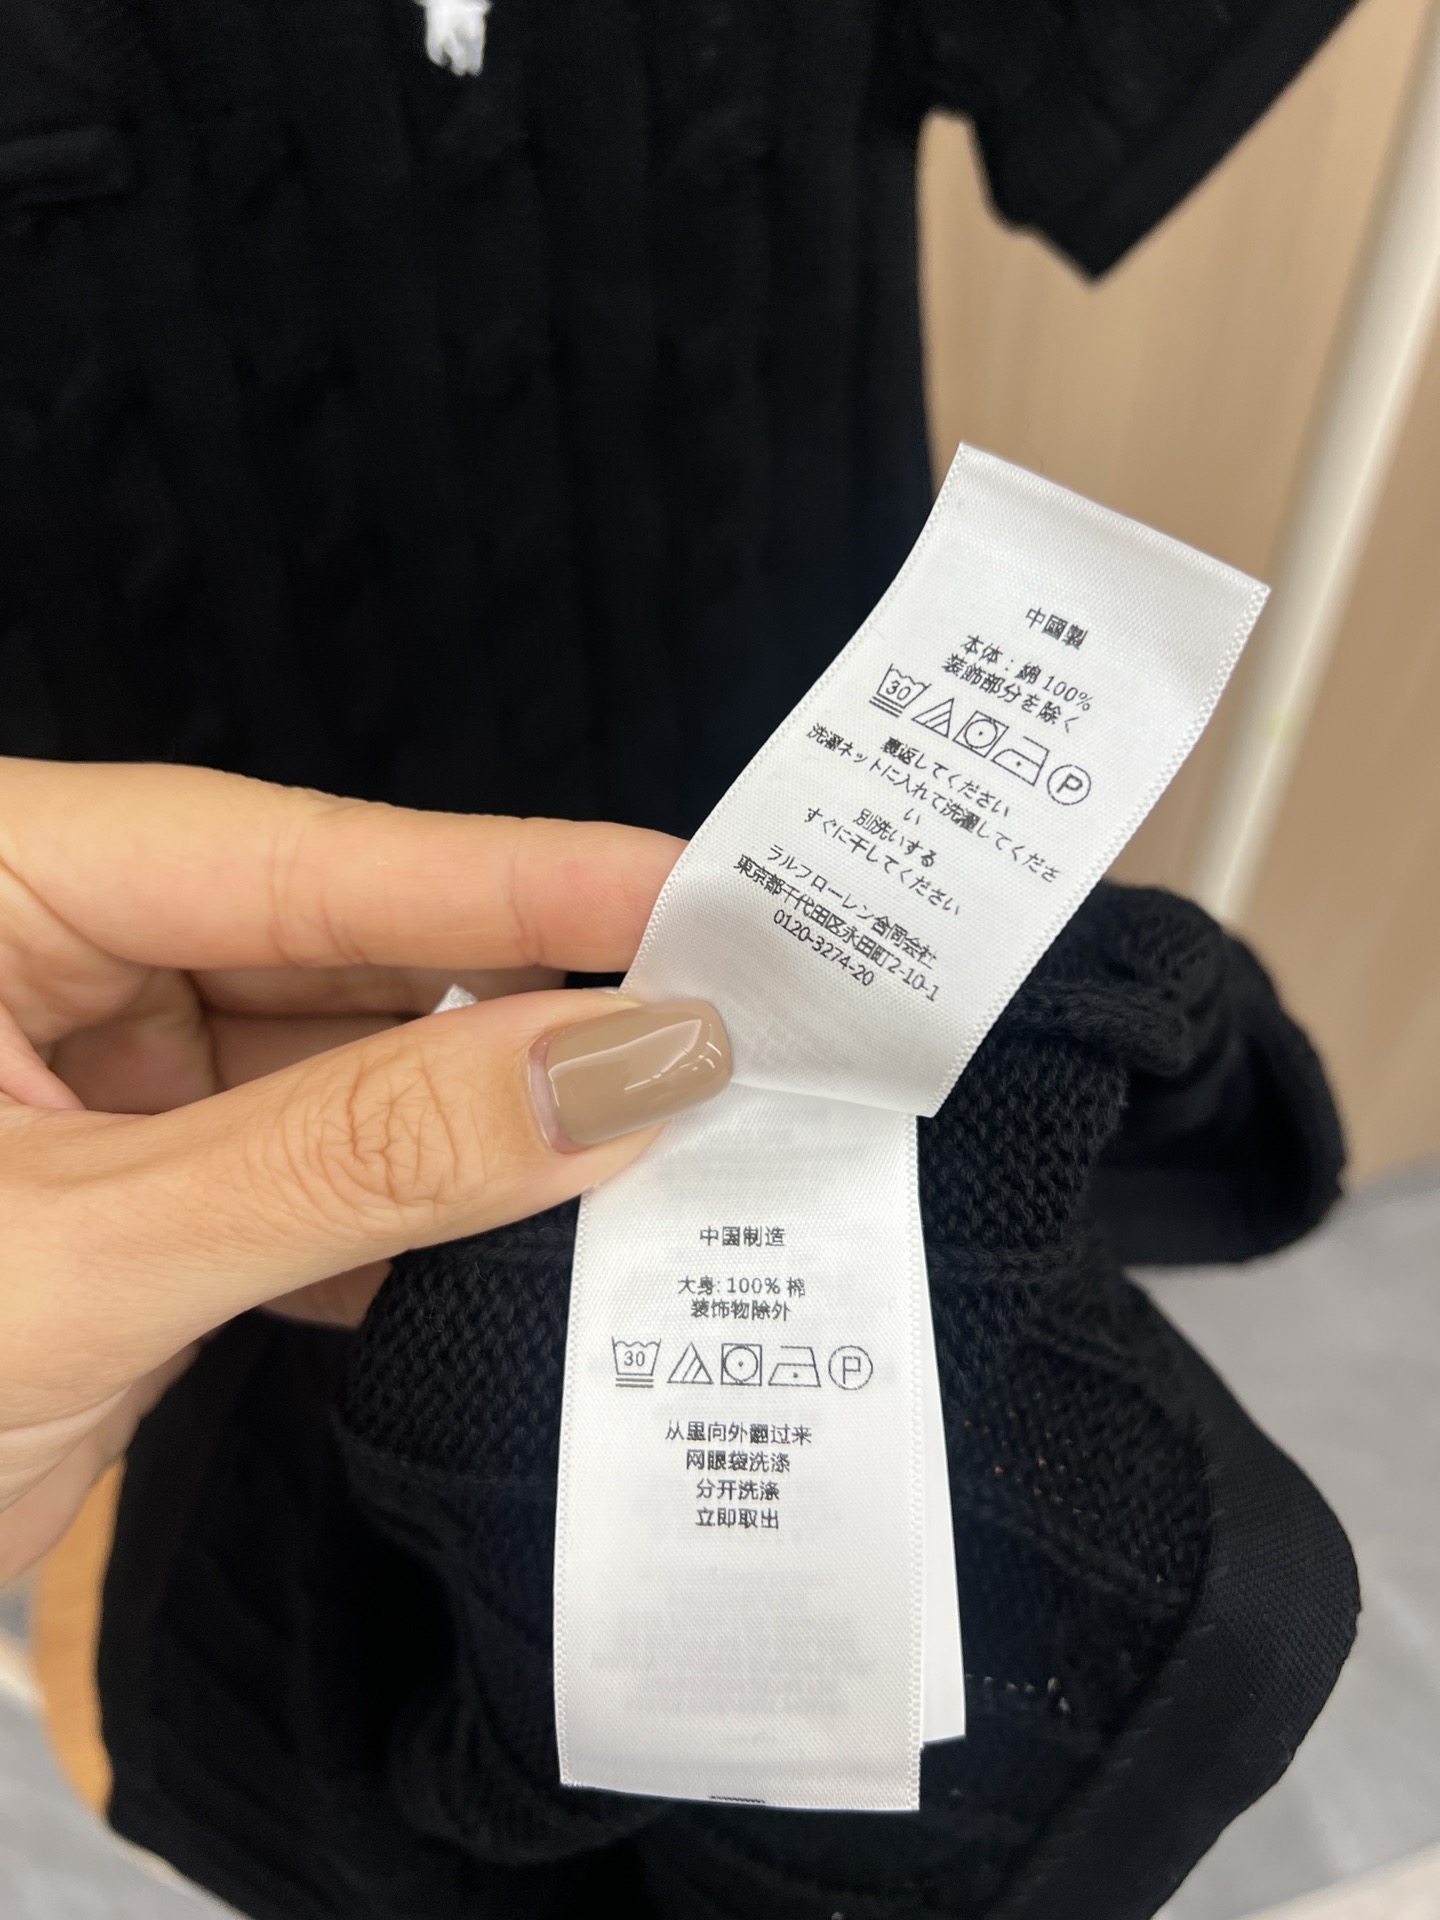 中國製
本体 : 綿 100%
装飾部分を除く
30 P
裏返してください
洗濯ネットに入れて洗濯してくださ
い
別洗いする
すぐに干してください
ラルフローレン合同会社
東京都千代田区永田町2-10-1
0120-3274-20
中国制造
大身: 100% 棉
装饰物除外
30 P
从里向外翻过来
网眼袋洗涤
分开洗涤
立即取出